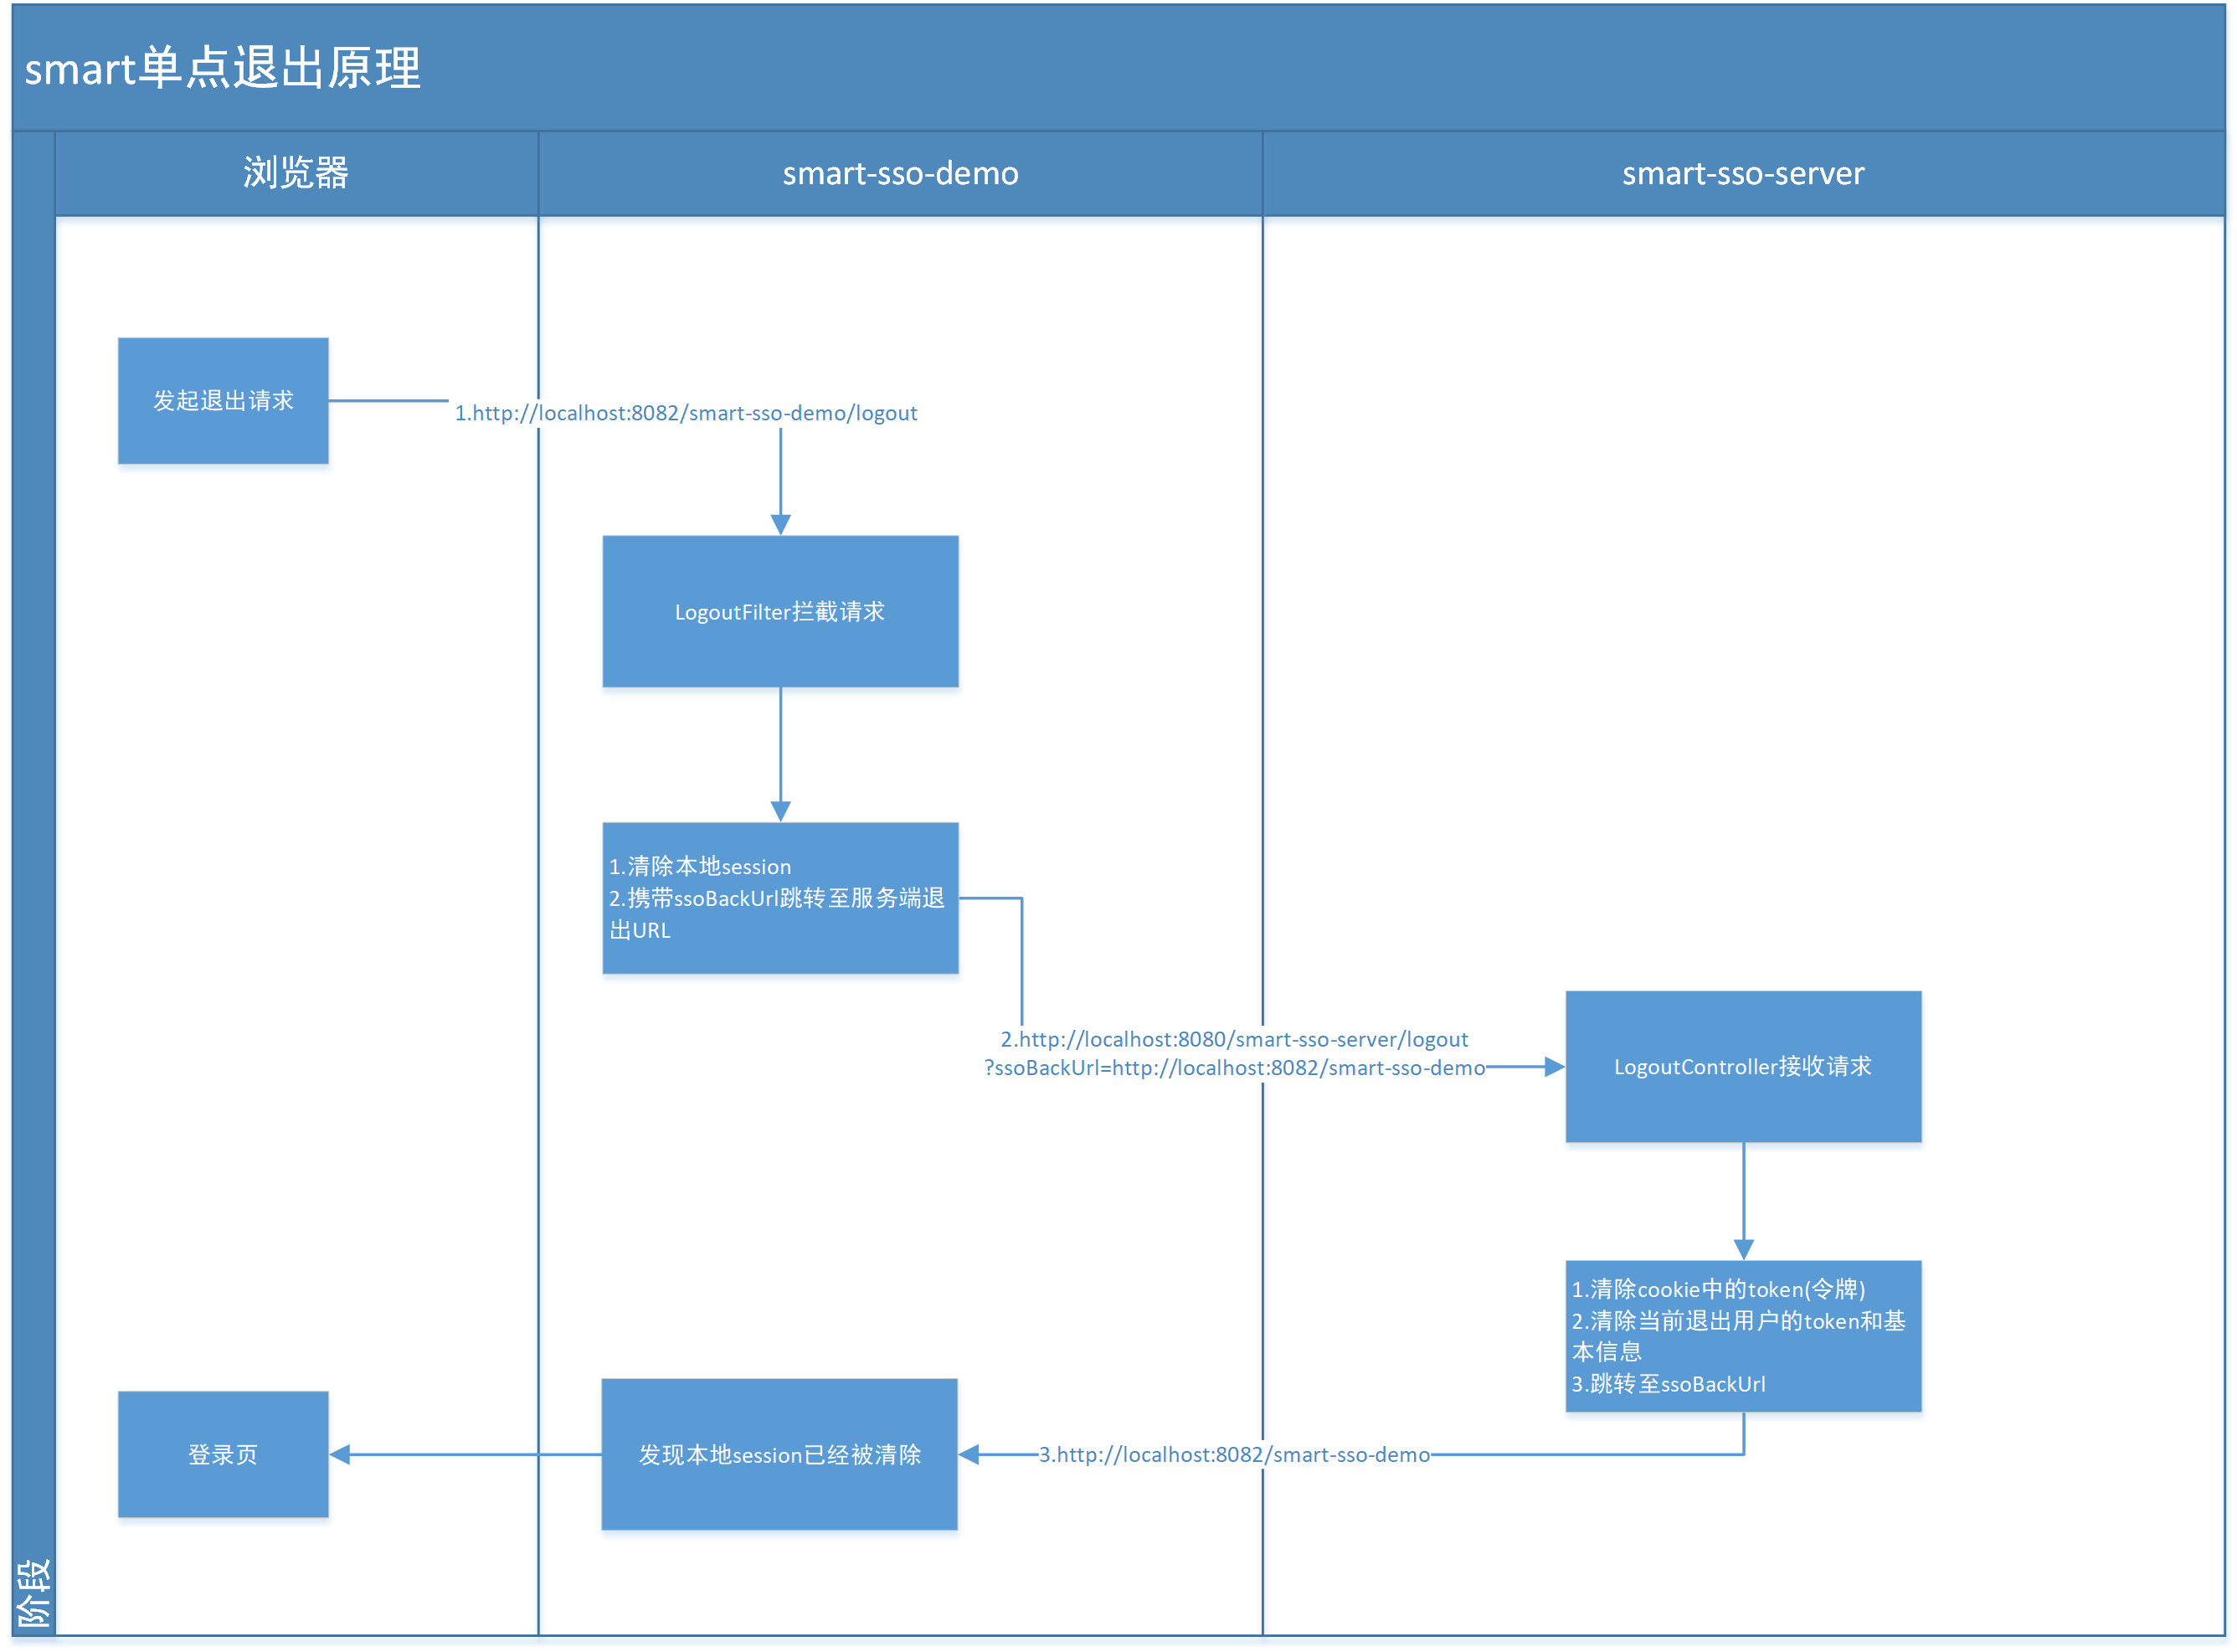 smart单点退出原理
浏览器
smart-sso-demo
smart-sso-server
发起退出请求
1.http://localhost:8082/smart-sso-demo/logout
LogoutFilter拦截请求
1.清除本地session
2.携带ssoBackUrl跳转至服务端退
出URL
2.http://localhost:8080/smart-sso-server/logout
?ssoBackUrl=http://localhost:8082/smart-sso-demo
LogoutController接收请求
1.清除cookie中的token(令牌)
2.清除当前退出用户的token和基
本信息
3.跳转至ssoBackUrl
3.http://localhost:8082/smart-sso-demo
发现本地session已经被清除
登录页
阶段